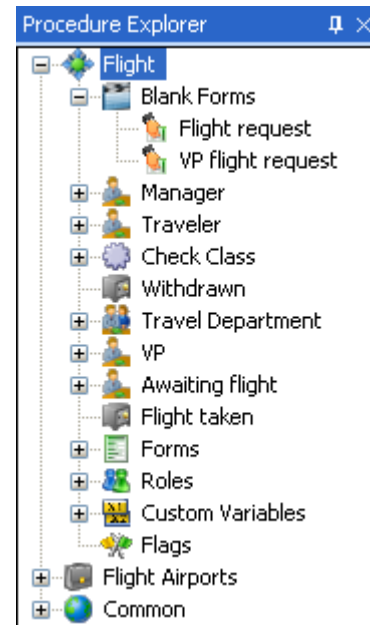 Procedure Explorer
Flight
Blank Forms
Flight request
VP flight request
Manager
Traveler
Check Class
Withdrawn
Travel Department
VP
Awaiting flight
Flight taken
Forms
Roles
Custom Variables
Flags
Flight Airports
Common